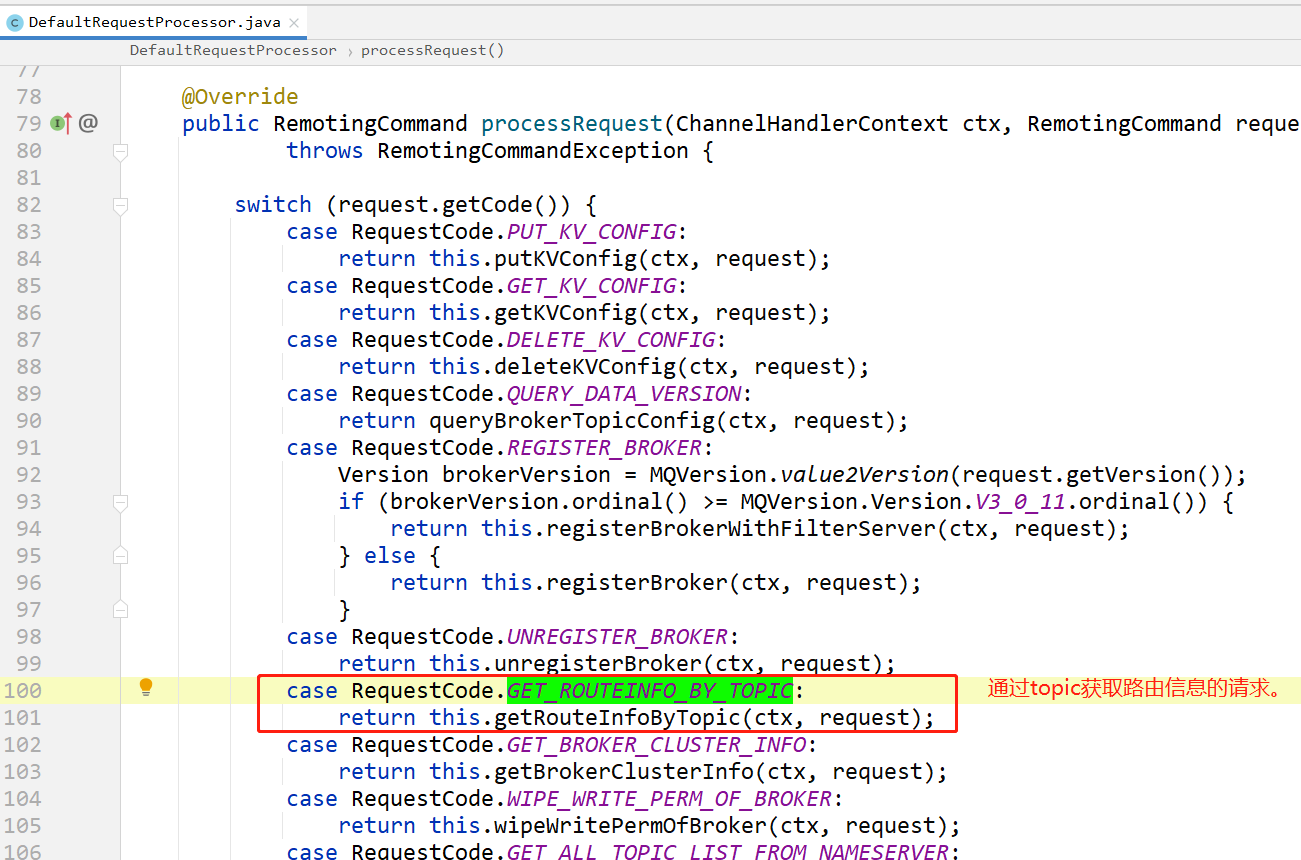 DefaultRequestProcessor.java
DefaultRequestProcessor › processRequest()
77
78 @Override
79 public RemotingCommand processRequest(ChannelHandlerContext ctx, RemotingCommand reque
80 throws RemotingCommandException {
81
82 switch (request.getCode()) {
83 case RequestCode.PUT_KV_CONFIG:
84 return this.putKVConfig(ctx, request);
85 case RequestCode.GET_KV_CONFIG:
86 return this.getKVConfig(ctx, request);
87 case RequestCode.DELETE_KV_CONFIG:
88 return this.deleteKVConfig(ctx, request);
89 case RequestCode.QUERY_DATA_VERSION:
90 return queryBrokerTopicConfig(ctx, request);
91 case RequestCode.REGISTER_BROKER:
92 Version brokerVersion = MQVersion.value2Version(request.getVersion());
93 if (brokerVersion.ordinal() >= MQVersion.Version.V3_0_11.ordinal()) {
94 return this.registerBrokerWithFilterServer(ctx, request);
95 } else {
96 return this.registerBroker(ctx, request);
97 }
98 case RequestCode.UNREGISTER_BROKER:
99 return this.unregisterBroker(ctx, request);
100 case RequestCode.GET_ROUTEINFO_BY_TOPIC: 通过topic获取路由信息的请求。
101 return this.getRouteInfoByTopic(ctx, request);
102 case RequestCode.GET_BROKER_CLUSTER_INFO:
103 return this.getBrokerClusterInfo(ctx, request);
104 case RequestCode.WIPE_WRITE_PERM_OF_BROKER:
105 return this.wipeWritePermOfBroker(ctx, request);
106 case RequestCode.GET_ALL_TOPIC_LIST_FROM_NAMESERVER: